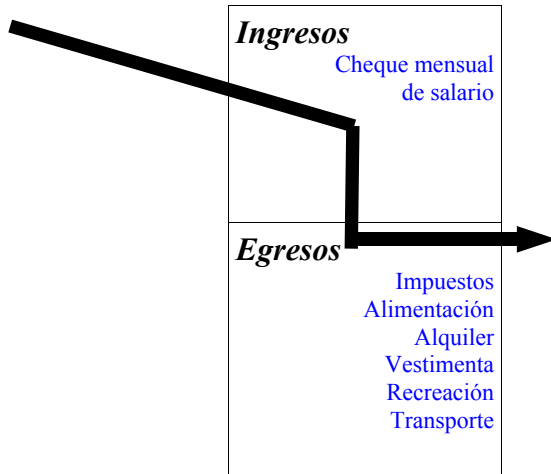 Ingresos
Cheque mensual
de salario
Egresos
Impuestos
Alimentación
Alquiler
Vestimenta
Recreación
Transporte